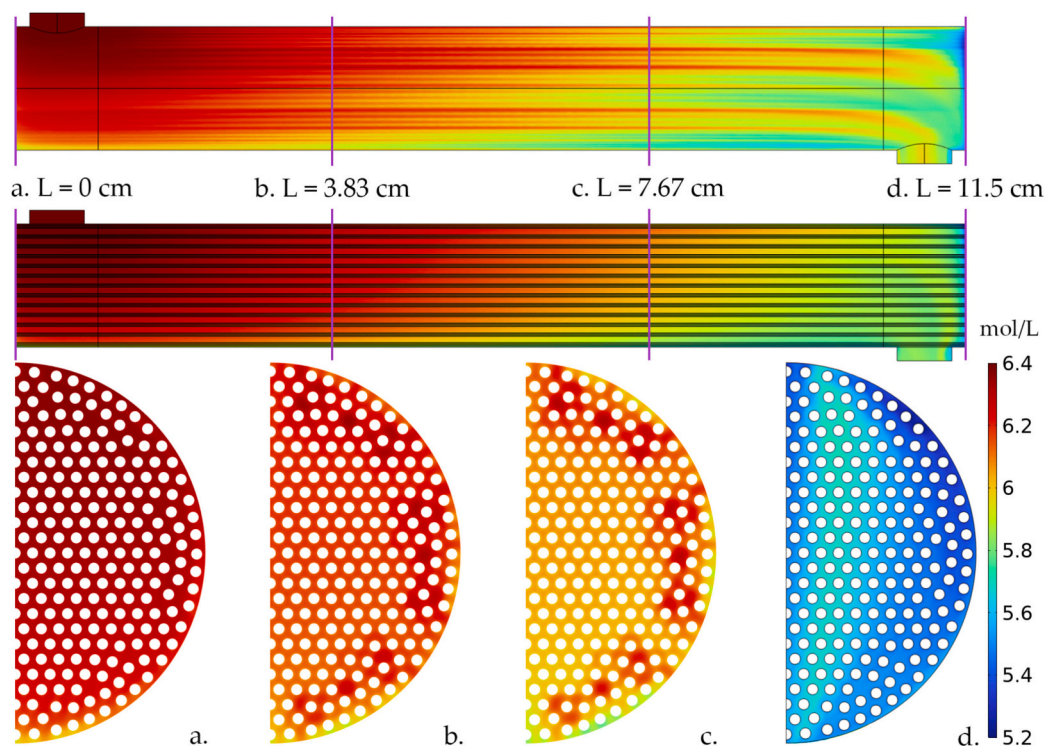 a. L = 0 cm
b. L = 3.83 cm
c. L = 7.67 cm
d. L = 11.5 cm
mol/L
6.4
6.2
6
5.8
5.6
5.4
5.2
a.
b.
c.
d.